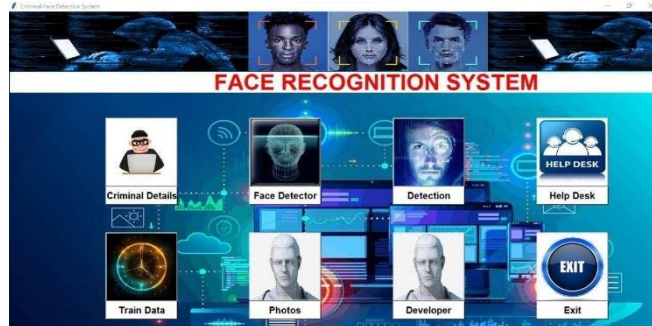 Criminal Face Detection System
FACE RECOGNITION SYSTEM
HELP DESK
Criminal Details
Face Detector
Detection
Help Desk
EXIT
Train Data
Photos
Developer
Exit